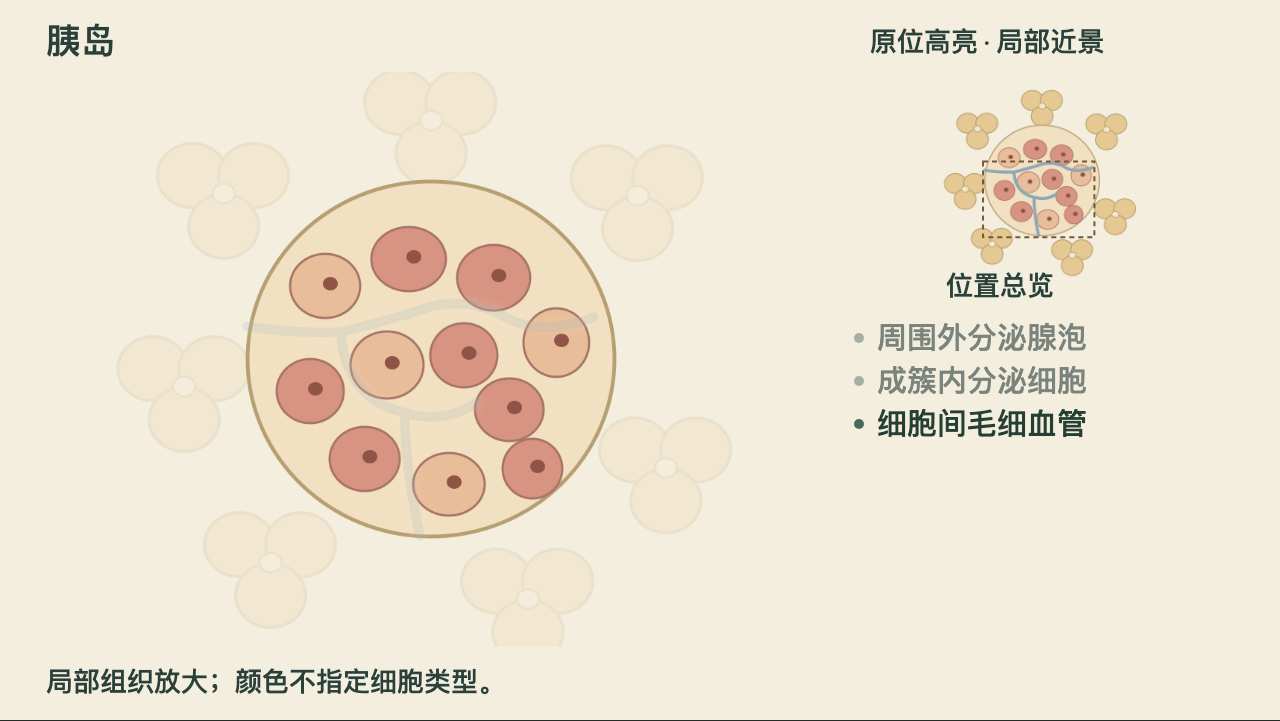 胰岛
原位高亮 · 局部近景
位置总览
周围外分泌腺泡
成簇内分泌细胞
细胞间毛细血管
局部组织放大；颜色不指定细胞类型。